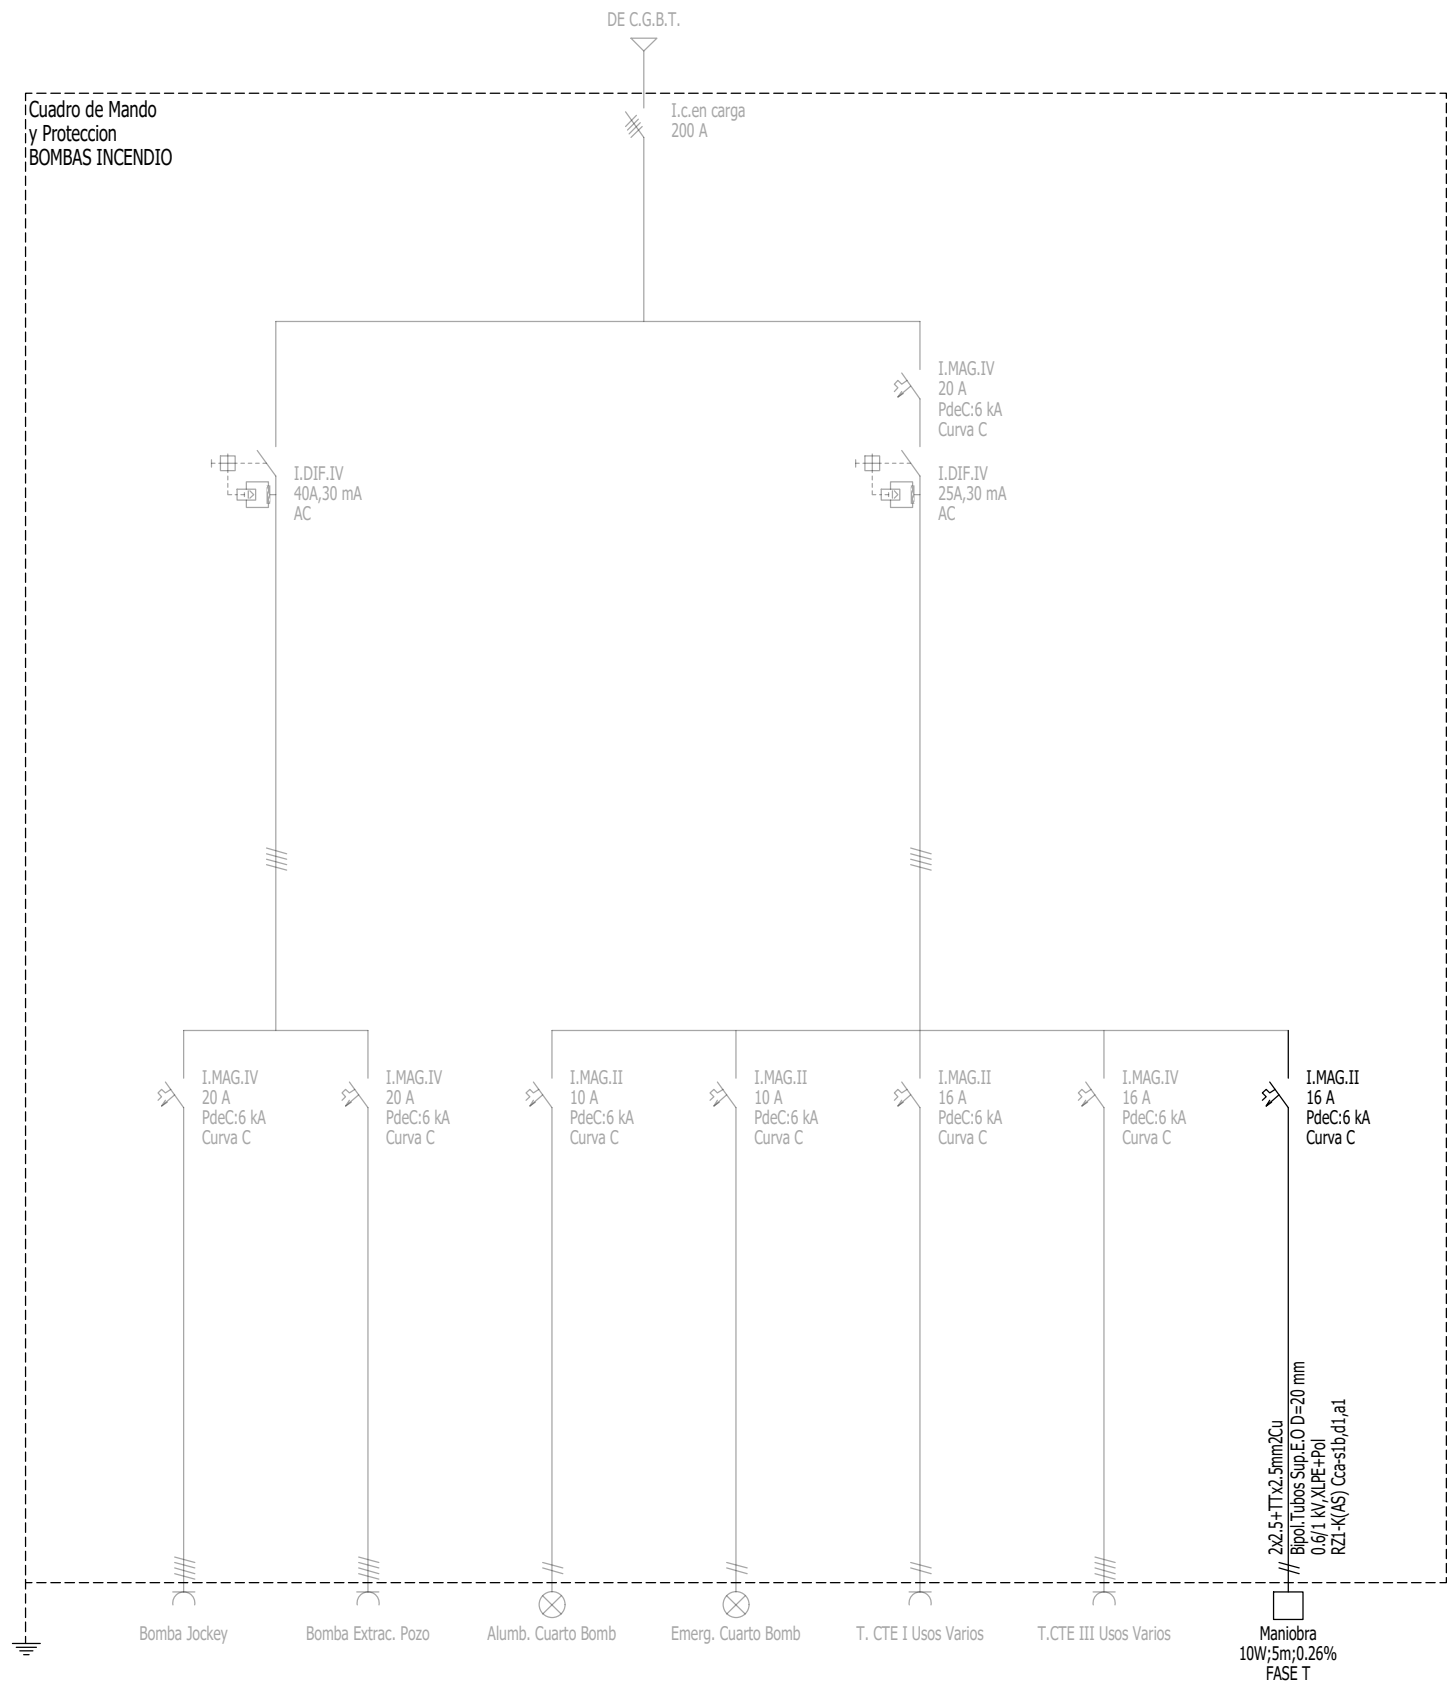 DE C.G.B.T.
Cuadro de Mando
y Proteccion
BOMBAS INCENDIO
I.c.en carga
200 A
I.MAG.IV
20 A
PdeC:6 kA
Curva C
I.DIF.IV
40A,30 mA
AC
I.DIF.IV
25A,30 mA
AC
I.MAG.IV
20 A
PdeC:6 kA
Curva C
I.MAG.IV
20 A
PdeC:6 kA
Curva C
I.MAG.II
10 A
PdeC:6 kA
Curva C
I.MAG.II
10 A
PdeC:6 kA
Curva C
I.MAG.II
16 A
PdeC:6 kA
Curva C
I.MAG.IV
16 A
PdeC:6 kA
Curva C
I.MAG.II
16 A
PdeC:6 kA
Curva C
2x2.5+TTx2.5mm2Cu
Bipol.Tubos Sup.E.O D=20 mm
0.6/1 kV,XLPE+Pol
RZ1-K(AS) Cca-s1b,d1,a1
Bomba Jockey
Bomba Extrac. Pozo
Alumb. Cuarto Bomb
Emerg. Cuarto Bomb
T. CTE I Usos Varios
T.CTE III Usos Varios
Maniobra
10W;5m;0.26%
FASE T